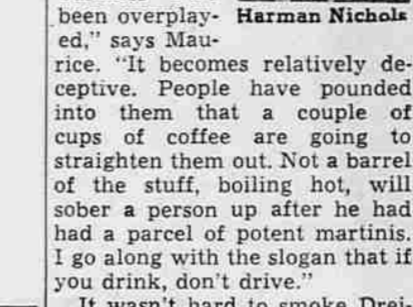 been overplay- Harman Nichols
ed," says Mau-
rice. "It becomes relatively de-
ceptive. People have pounded
into them that a couple of
cups of coffee are going to
straighten them out. Not a barrel
of the stuff, boiling hot, will
sober a person up after he had
had a parcel of potent martinis.
I go along with the slogan that if
you drink, don't drive."
It wasn't hard to smoke Drei-